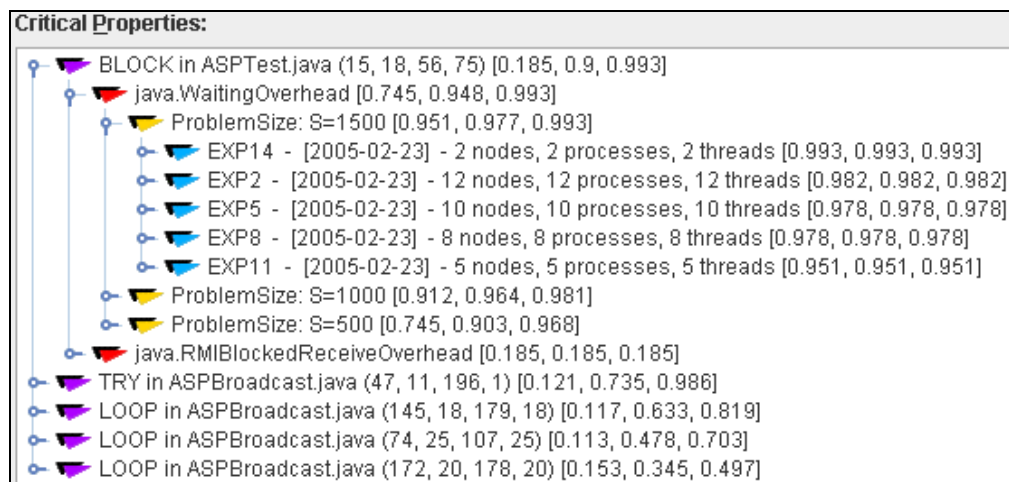 Critical Properties:
BLOCK in ASPTest.java (15, 18, 56, 75) [0.185, 0.9, 0.993]
java.WaitingOverhead [0.745, 0.948, 0.993]
ProblemSize: S=1500 [0.951, 0.977, 0.993]
EXP14 - [2005-02-23] - 2 nodes, 2 processes, 2 threads [0.993, 0.993, 0.993]
EXP2 - [2005-02-23] - 12 nodes, 12 processes, 12 threads [0.982, 0.982, 0.982]
EXP5 - [2005-02-23] - 10 nodes, 10 processes, 10 threads [0.978, 0.978, 0.978]
EXP8 - [2005-02-23] - 8 nodes, 8 processes, 8 threads [0.978, 0.978, 0.978]
EXP11 - [2005-02-23] - 5 nodes, 5 processes, 5 threads [0.951, 0.951, 0.951]
ProblemSize: S=1000 [0.912, 0.964, 0.981]
ProblemSize: S=500 [0.745, 0.903, 0.968]
java.RMIBlockedReceiveOverhead [0.185, 0.185, 0.185]
TRY in ASPBroadcast.java (47, 11, 196, 1) [0.121, 0.735, 0.986]
LOOP in ASPBroadcast.java (145, 18, 179, 18) [0.117, 0.633, 0.819]
LOOP in ASPBroadcast.java (74, 25, 107, 25) [0.113, 0.478, 0.703]
LOOP in ASPBroadcast.java (172, 20, 178, 20) [0.153, 0.345, 0.497]